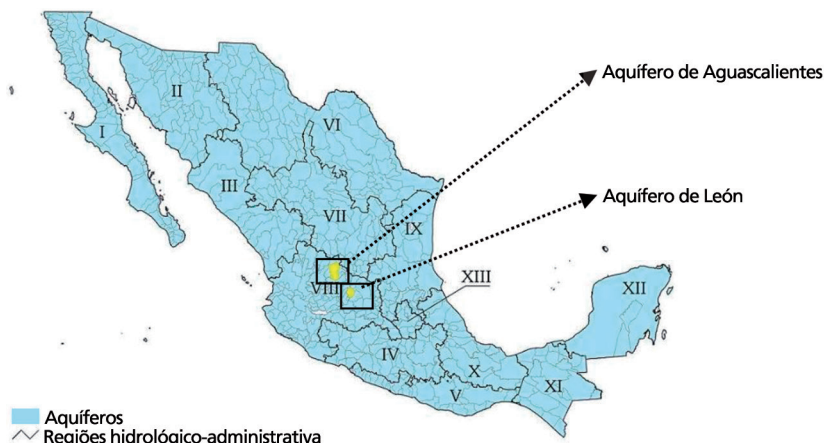 Aquífero de Aguascalientes
II
VI
I
III
Aquífero de León
VII
IX
XIII
XII
VIII
IV
X
XI
V
Aquíferos
Regiões hidrológico-administrativa